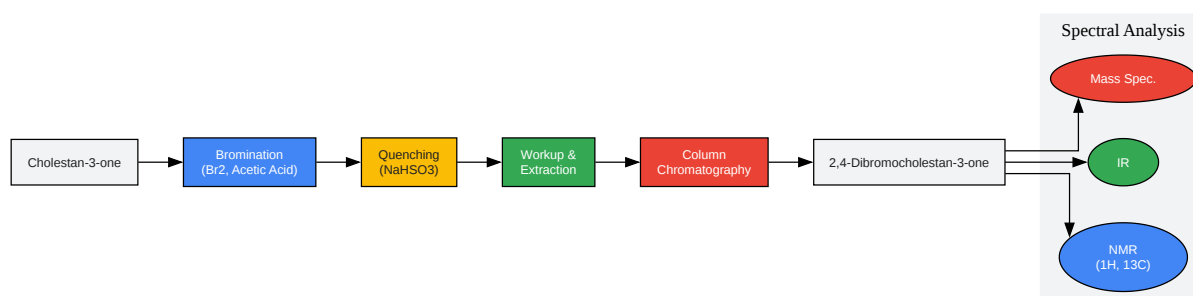 Spectral Analysis
Mass Spec.
Cholestan-3-one
Bromination
(Br2, Acetic Acid)
Quenching
(NaHSO3)
Workup &
Extraction
Column
Chromatography
2,4-Dibromocholestan-3-one
IR
NMR
(1H, 13C)